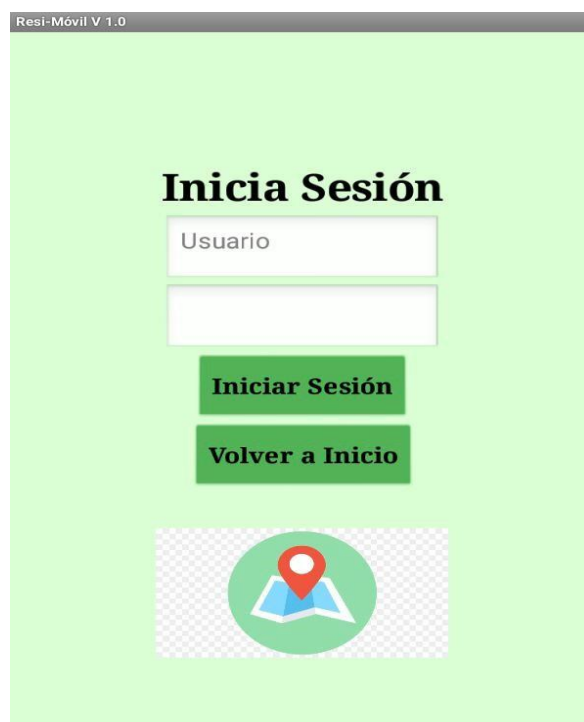 Resi-Móvil V 1.0
Inicia Sesión
Usuario
Iniciar Sesión
Volver a Inicio